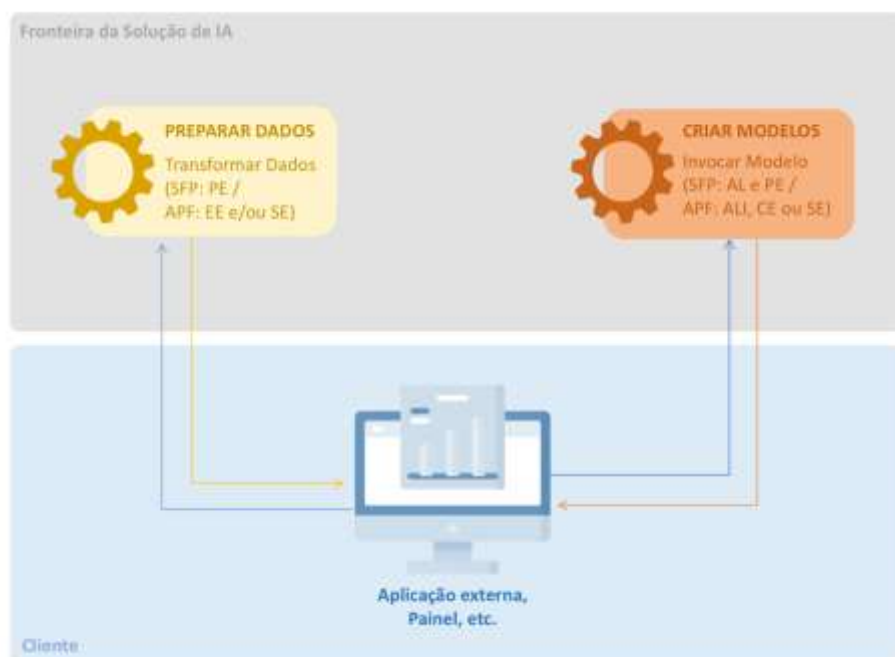 Fronteira da Solução de IA
PREPARAR DADOS
Transformar Dados
(SFP: PE /
APF: EE e/ou SE)
CRIAR MODELOS
Invocar Modelo
(SFP: AL e PE /
APF: ALI, CE ou SE)
Aplicação externa,
Painel, etc.
Cliente